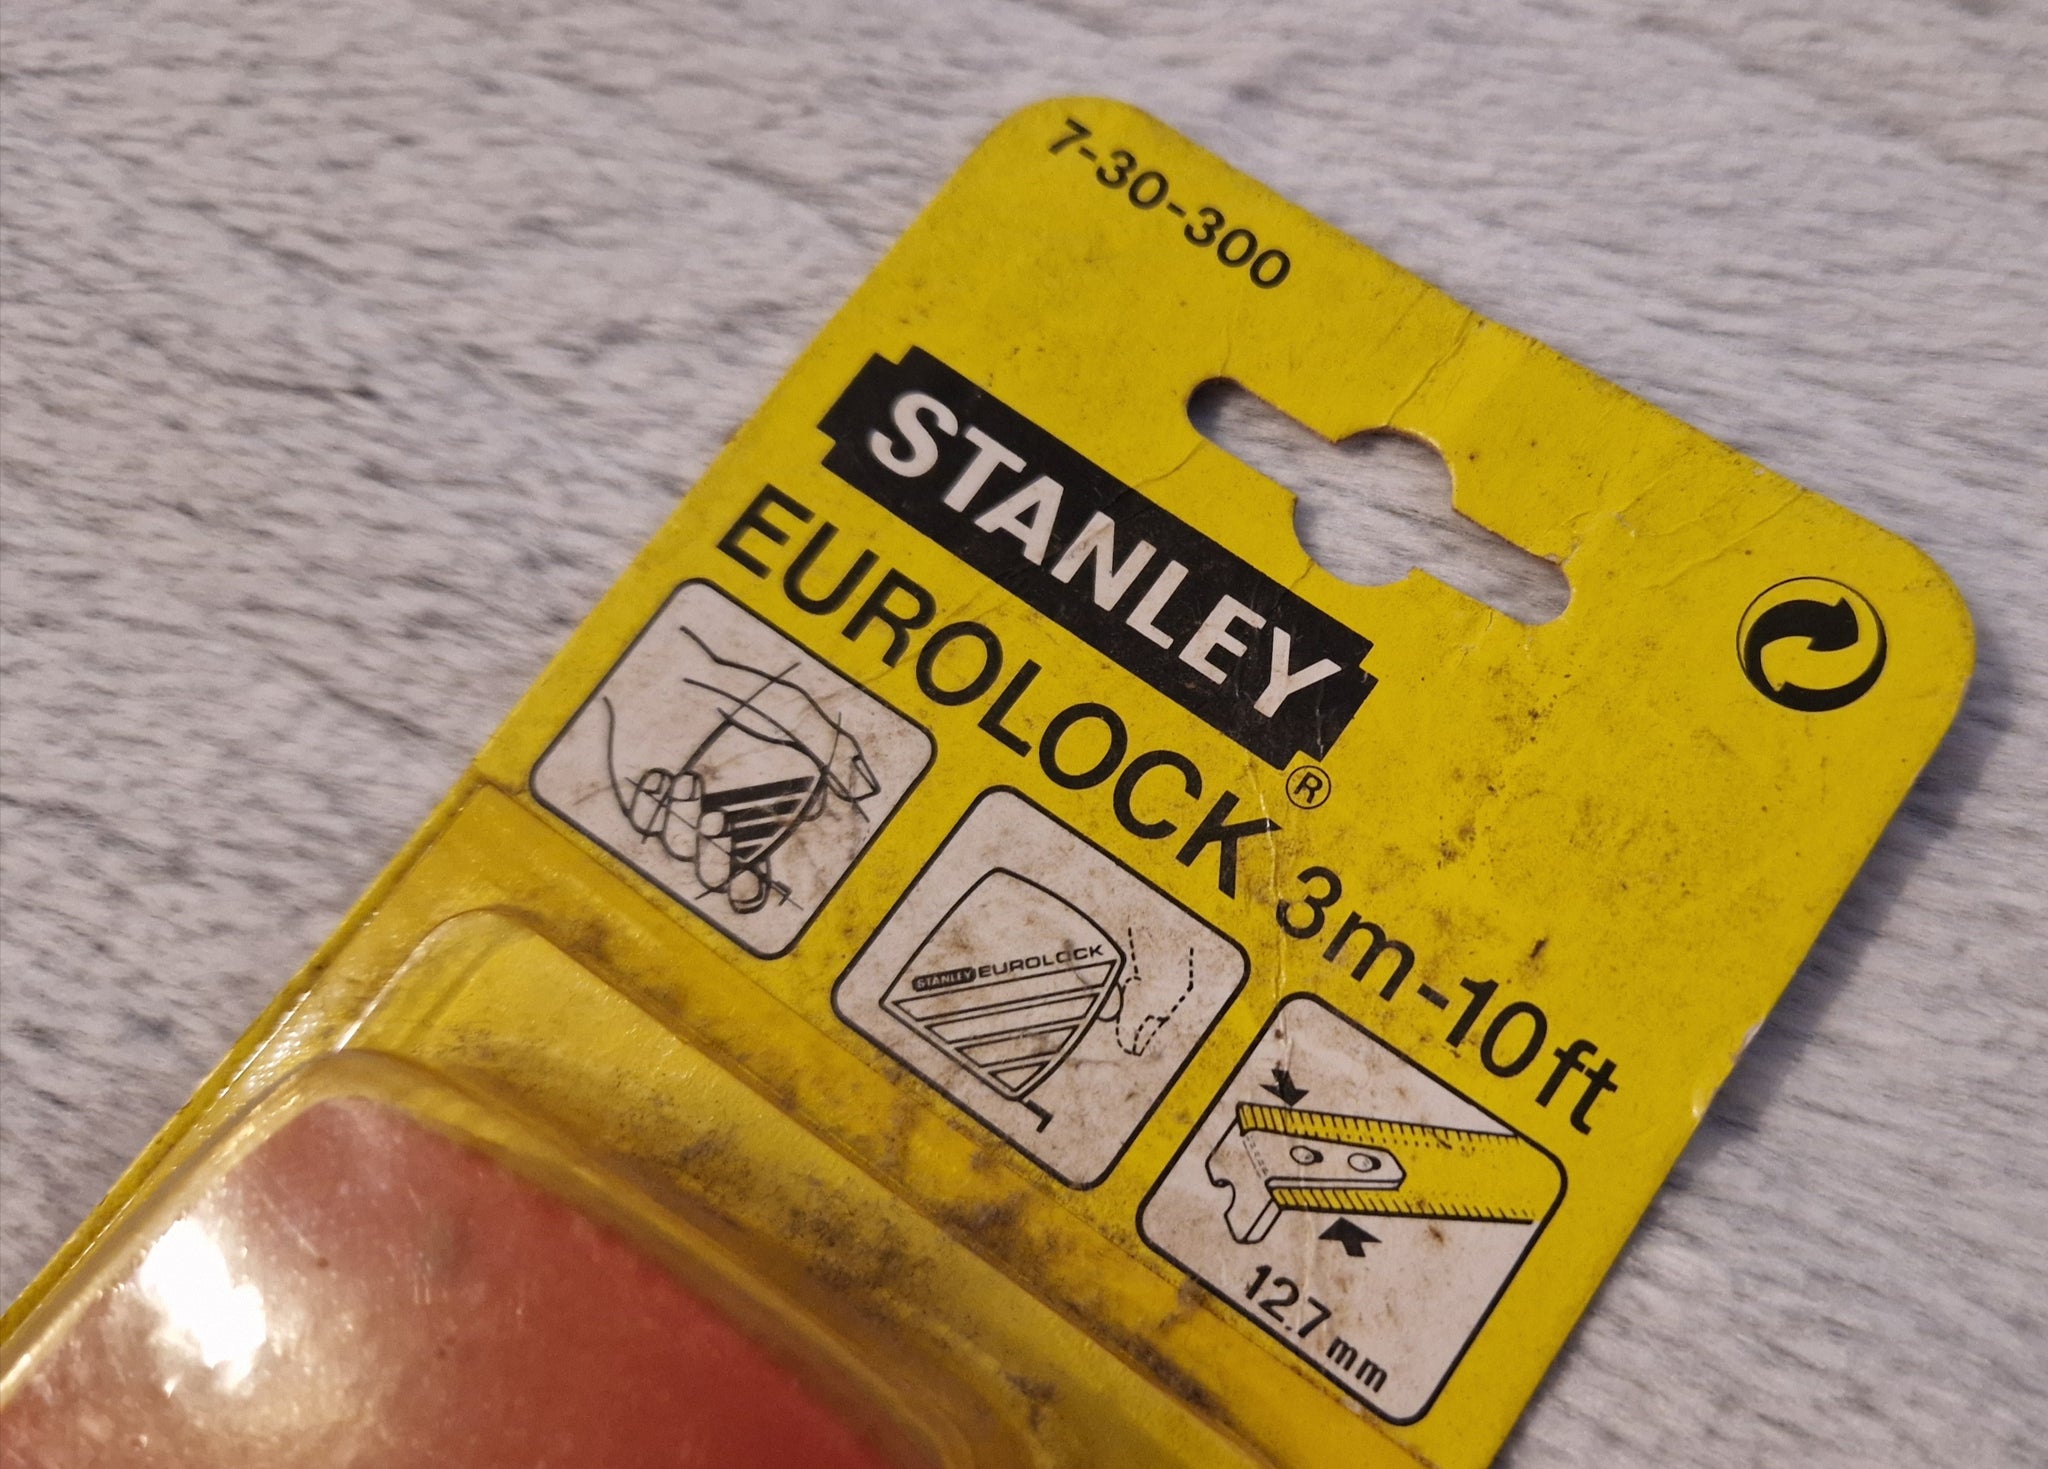 7-30-300
STANLEY®
EUROLOCK 3m-10ft
STANLEY EUROLOCK
12.7 mm